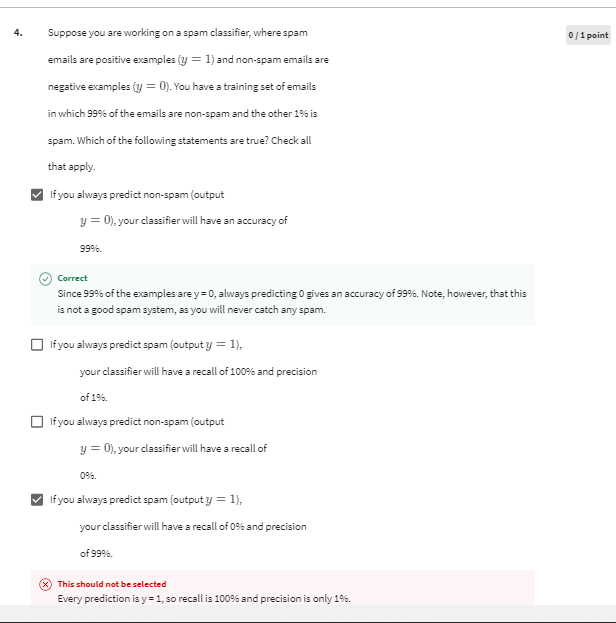 4. Suppose you are working on a spam classifier, where spam
0 / 1 point
emails are positive examples (y = 1) and non-spam emails are
negative examples (y = 0). You have a training set of emails
in which 99% of the emails are non-spam and the other 1% is
spam. Which of the following statements are true? Check all
that apply.
If you always predict non-spam (output
y = 0), your classifier will have an accuracy of
99%.
Correct
Since 99% of the examples are y = 0, always predicting 0 gives an accuracy of 99%. Note, however, that this
is not a good spam system, as you will never catch any spam.
If you always predict spam (output y = 1),
your classifier will have a recall of 100% and precision
of 1%.
If you always predict non-spam (output
y = 0), your classifier will have a recall of
0%.
If you always predict spam (output y = 1),
your classifier will have a recall of 0% and precision
of 99%.
This should not be selected
Every prediction is y = 1, so recall is 100% and precision is only 1%.